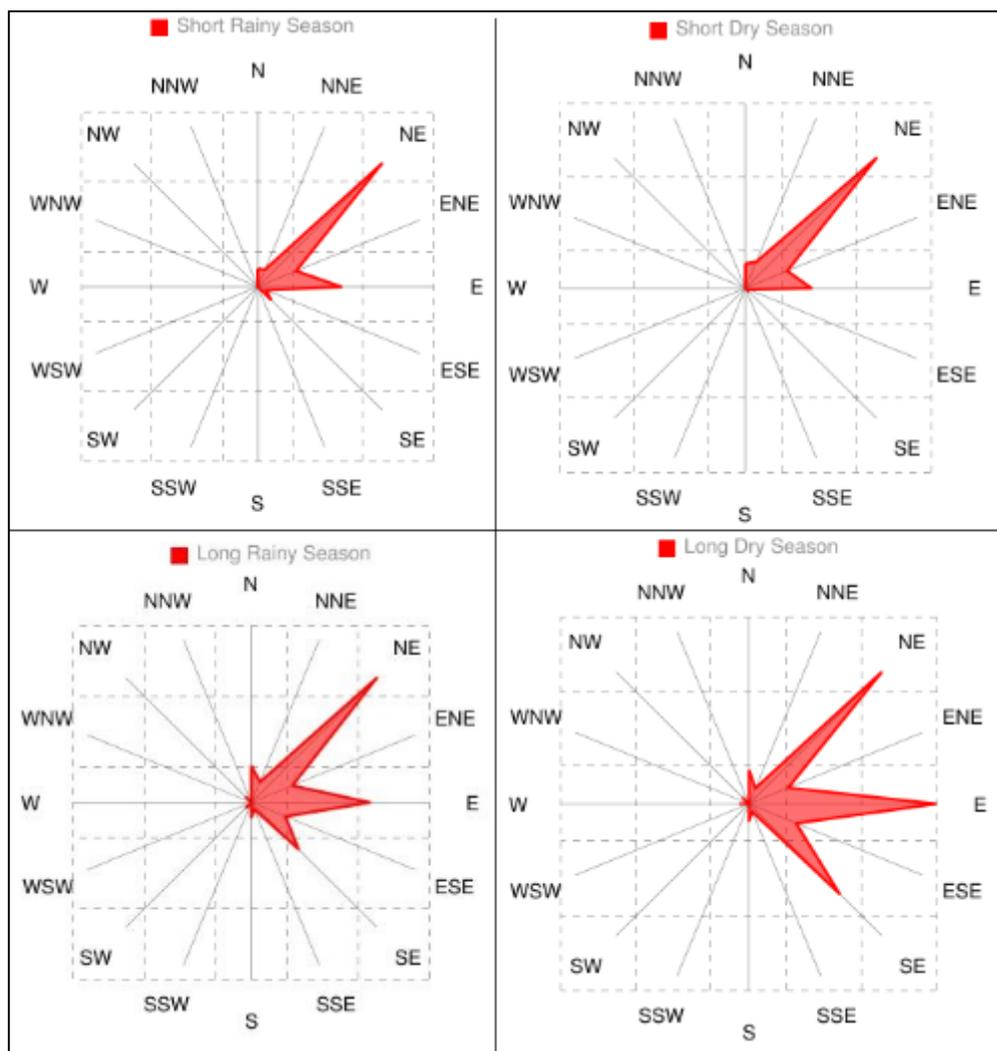 Short Rainy Season
N
NNW NNE
NW NE
WNW ENE
W E
WSW ESE
SW SE
SSW SSE
S
Short Dry Season
N
NNW NNE
NW NE
WNW ENE
W E
WSW ESE
SW SE
SSW SSE
S
Long Rainy Season
N
NNW NNE
NW NE
WNW ENE
W E
WSW ESE
SW SE
SSW SSE
S
Long Dry Season
N
NNW NNE
NW NE
WNW ENE
W E
WSW ESE
SW SE
SSW SSE
S